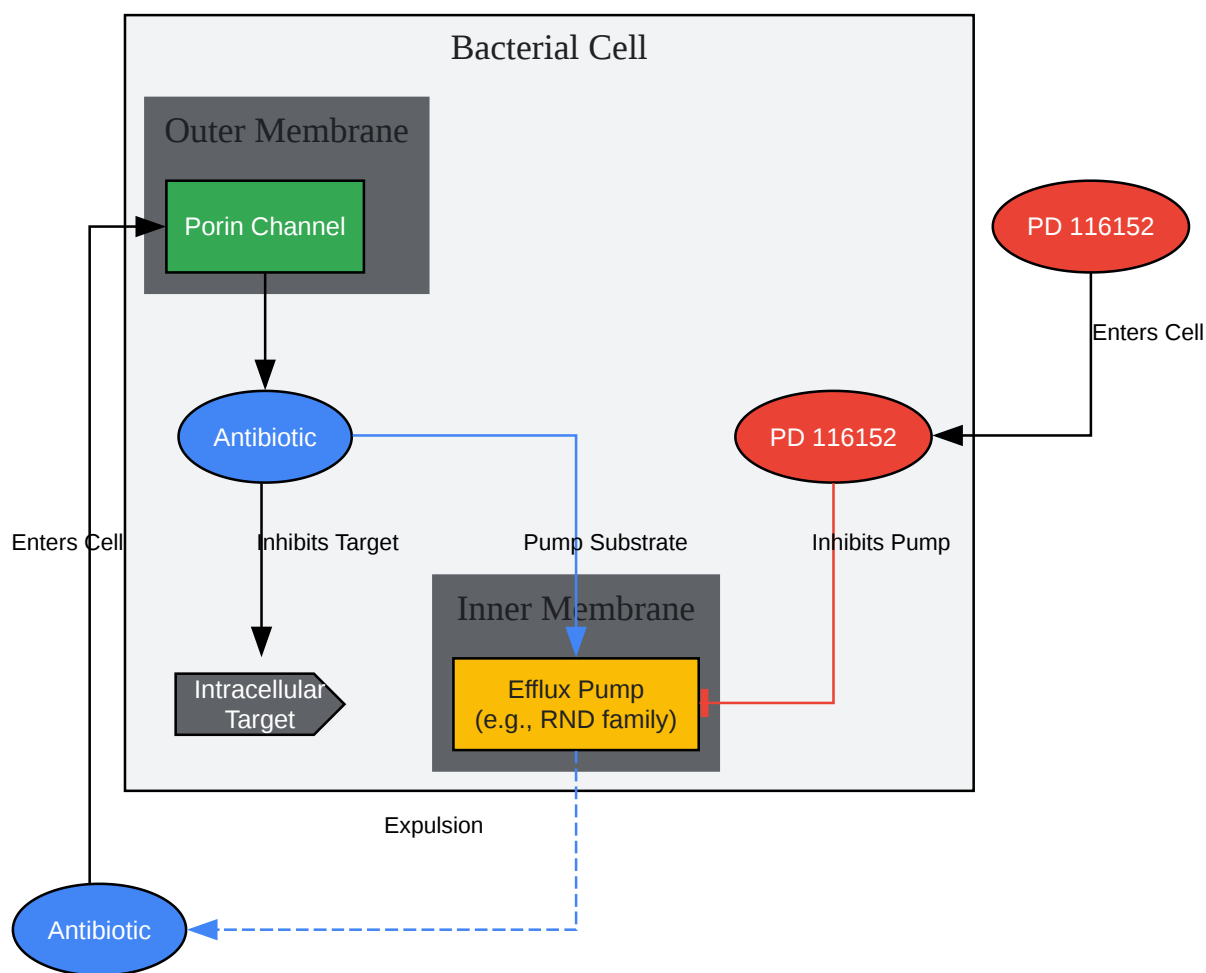 Bacterial Cell
Outer Membrane
Porin Channel
PD 116152
Enters Cell
Antibiotic
PD 116152
Enters Cell
Inhibits Target
Pump Substrate
Inhibits Pump
Inner Membrane
Intracellular
Target
Efflux Pump
(e.g., RND family)
Expulsion
Antibiotic